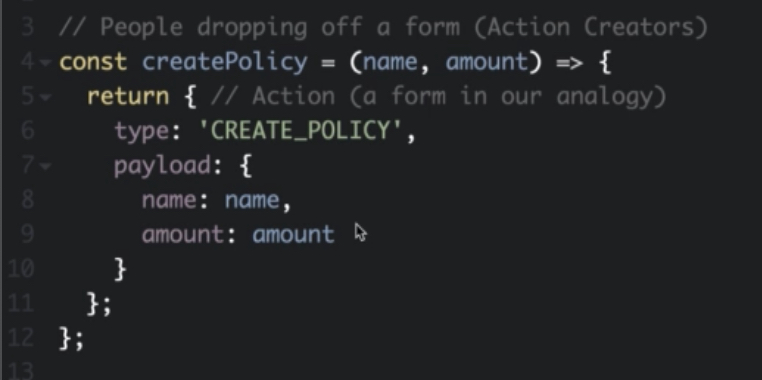 3 // People dropping off a form (Action Creators)
4 const createPolicy = (name, amount) => {
5   return { // Action (a form in our analogy)
6     type: 'CREATE_POLICY',
7     payload: {
8       name: name,
9       amount: amount
10     }
11   };
12 };
13